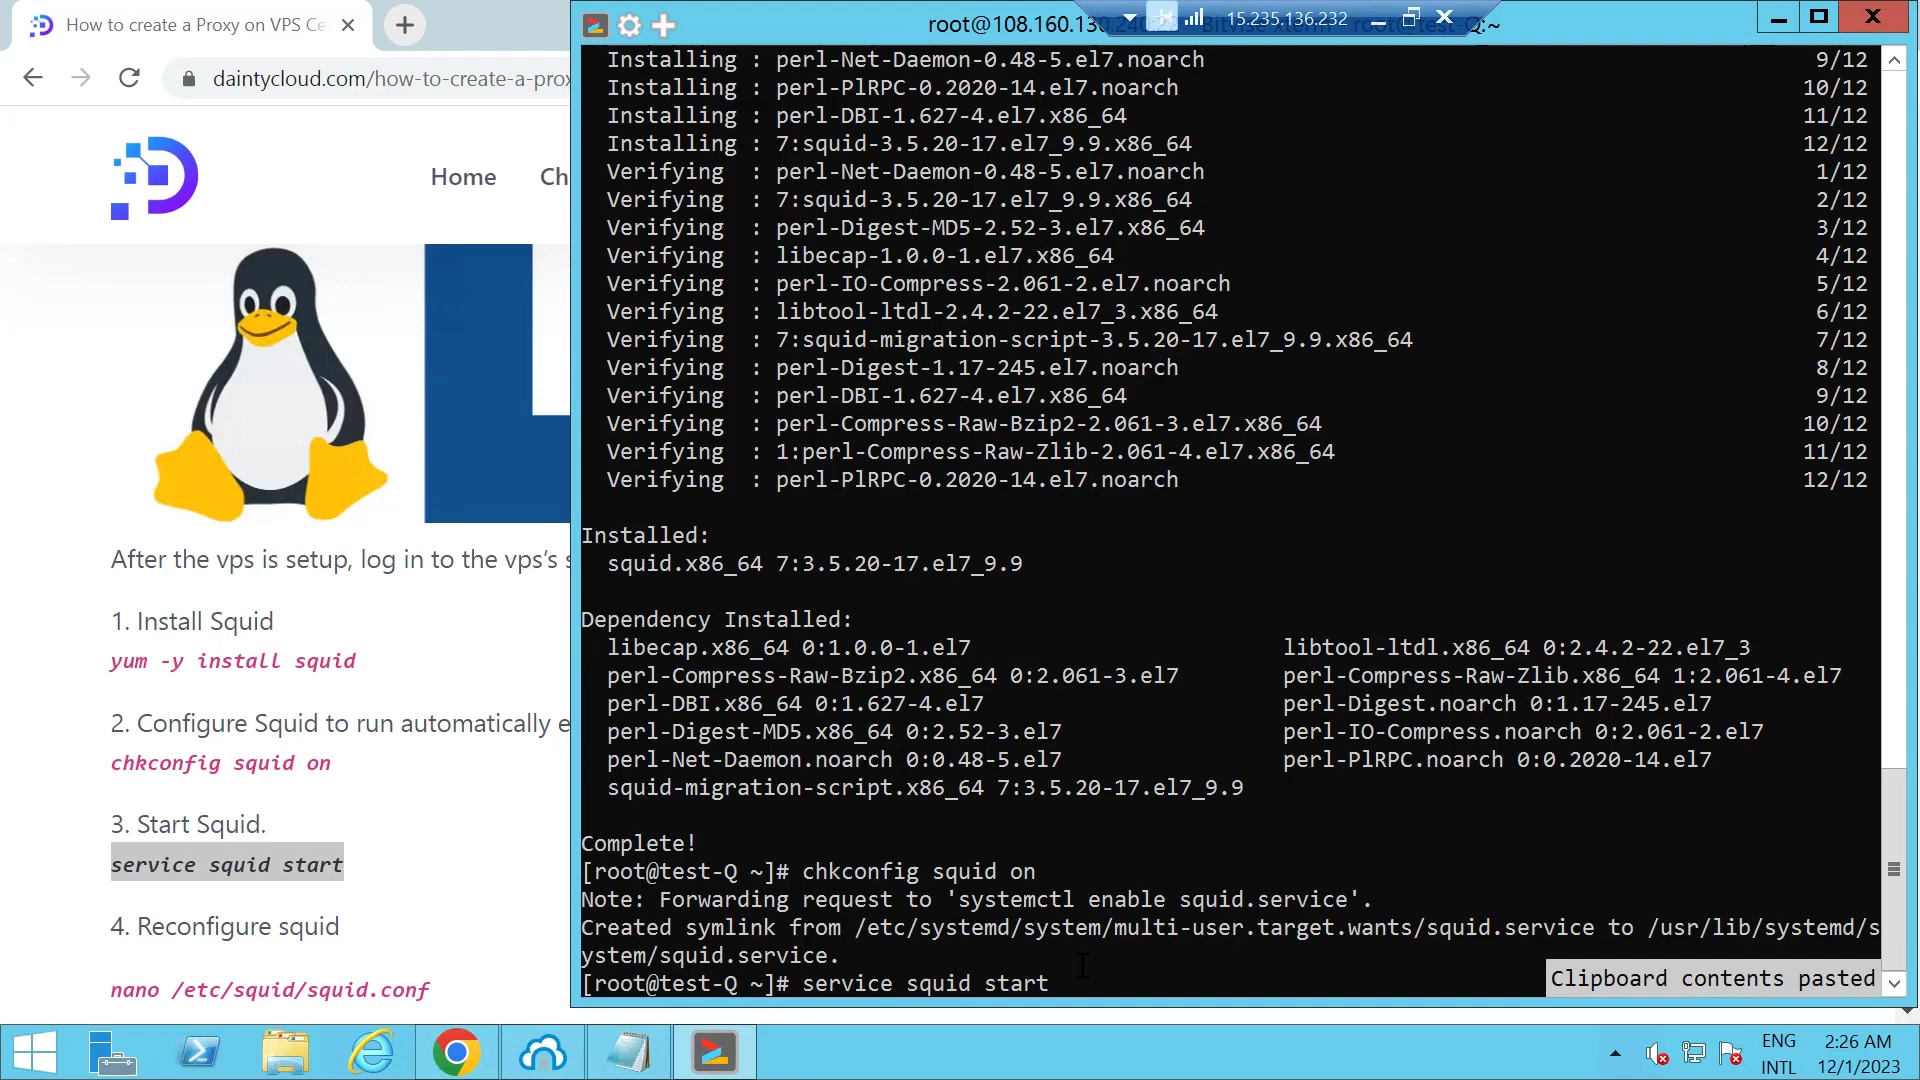 How to create a Proxy on VPS Ce
daintycloud.com/how-to-create-a-prox
Home
Ch
After the vps is setup, log in to the vps’s s
1. Install Squid
yum -y install squid
2. Configure Squid to run automatically e
chkconfig squid on
3. Start Squid.
service squid start
4. Reconfigure squid
nano /etc/squid/squid.conf
root@108.160.130.240
15.235.136.232
Installing : perl-Net-Daemon-0.48-5.el7.noarch 9/12
Installing : perl-PlRPC-0.2020-14.el7.noarch 10/12
Installing : perl-DBI-1.627-4.el7.x86_64 11/12
Installing : 7:squid-3.5.20-17.el7_9.9.x86_64 12/12
Verifying : perl-Net-Daemon-0.48-5.el7.noarch 1/12
Verifying : 7:squid-3.5.20-17.el7_9.9.x86_64 2/12
Verifying : perl-Digest-MD5-2.52-3.el7.x86_64 3/12
Verifying : libecap-1.0.0-1.el7.x86_64 4/12
Verifying : perl-IO-Compress-2.061-2.el7.noarch 5/12
Verifying : libtool-ltdl-2.4.2-22.el7_3.x86_64 6/12
Verifying : 7:squid-migration-script-3.5.20-17.el7_9.9.x86_64 7/12
Verifying : perl-Digest-1.17-245.el7.noarch 8/12
Verifying : perl-DBI-1.627-4.el7.x86_64 9/12
Verifying : perl-Compress-Raw-Bzip2-2.061-3.el7.x86_64 10/12
Verifying : 1:perl-Compress-Raw-Zlib-2.061-4.el7.x86_64 11/12
Verifying : perl-PlRPC-0.2020-14.el7.noarch 12/12
Installed:
squid.x86_64 7:3.5.20-17.el7_9.9
Dependency Installed:
libecap.x86_64 0:1.0.0-1.el7 libtool-ltdl.x86_64 0:2.4.2-22.el7_3
perl-Compress-Raw-Bzip2.x86_64 0:2.061-3.el7 perl-Compress-Raw-Zlib.x86_64 1:2.061-4.el7
perl-DBI.x86_64 0:1.627-4.el7 perl-Digest.noarch 0:1.17-245.el7
perl-Digest-MD5.x86_64 0:2.52-3.el7 perl-IO-Compress.noarch 0:2.061-2.el7
perl-Net-Daemon.noarch 0:0.48-5.el7 perl-PlRPC.noarch 0:0.2020-14.el7
squid-migration-script.x86_64 7:3.5.20-17.el7_9.9
Complete!
[root@test-Q ~]# chkconfig squid on
Note: Forwarding request to 'systemctl enable squid.service'.
Created symlink from /etc/systemd/system/multi-user.target.wants/squid.service to /usr/lib/systemd/s
ystem/squid.service.
[root@test-Q ~]# service squid start
Clipboard contents pasted
ENG
INTL
2:26 AM
12/1/2023